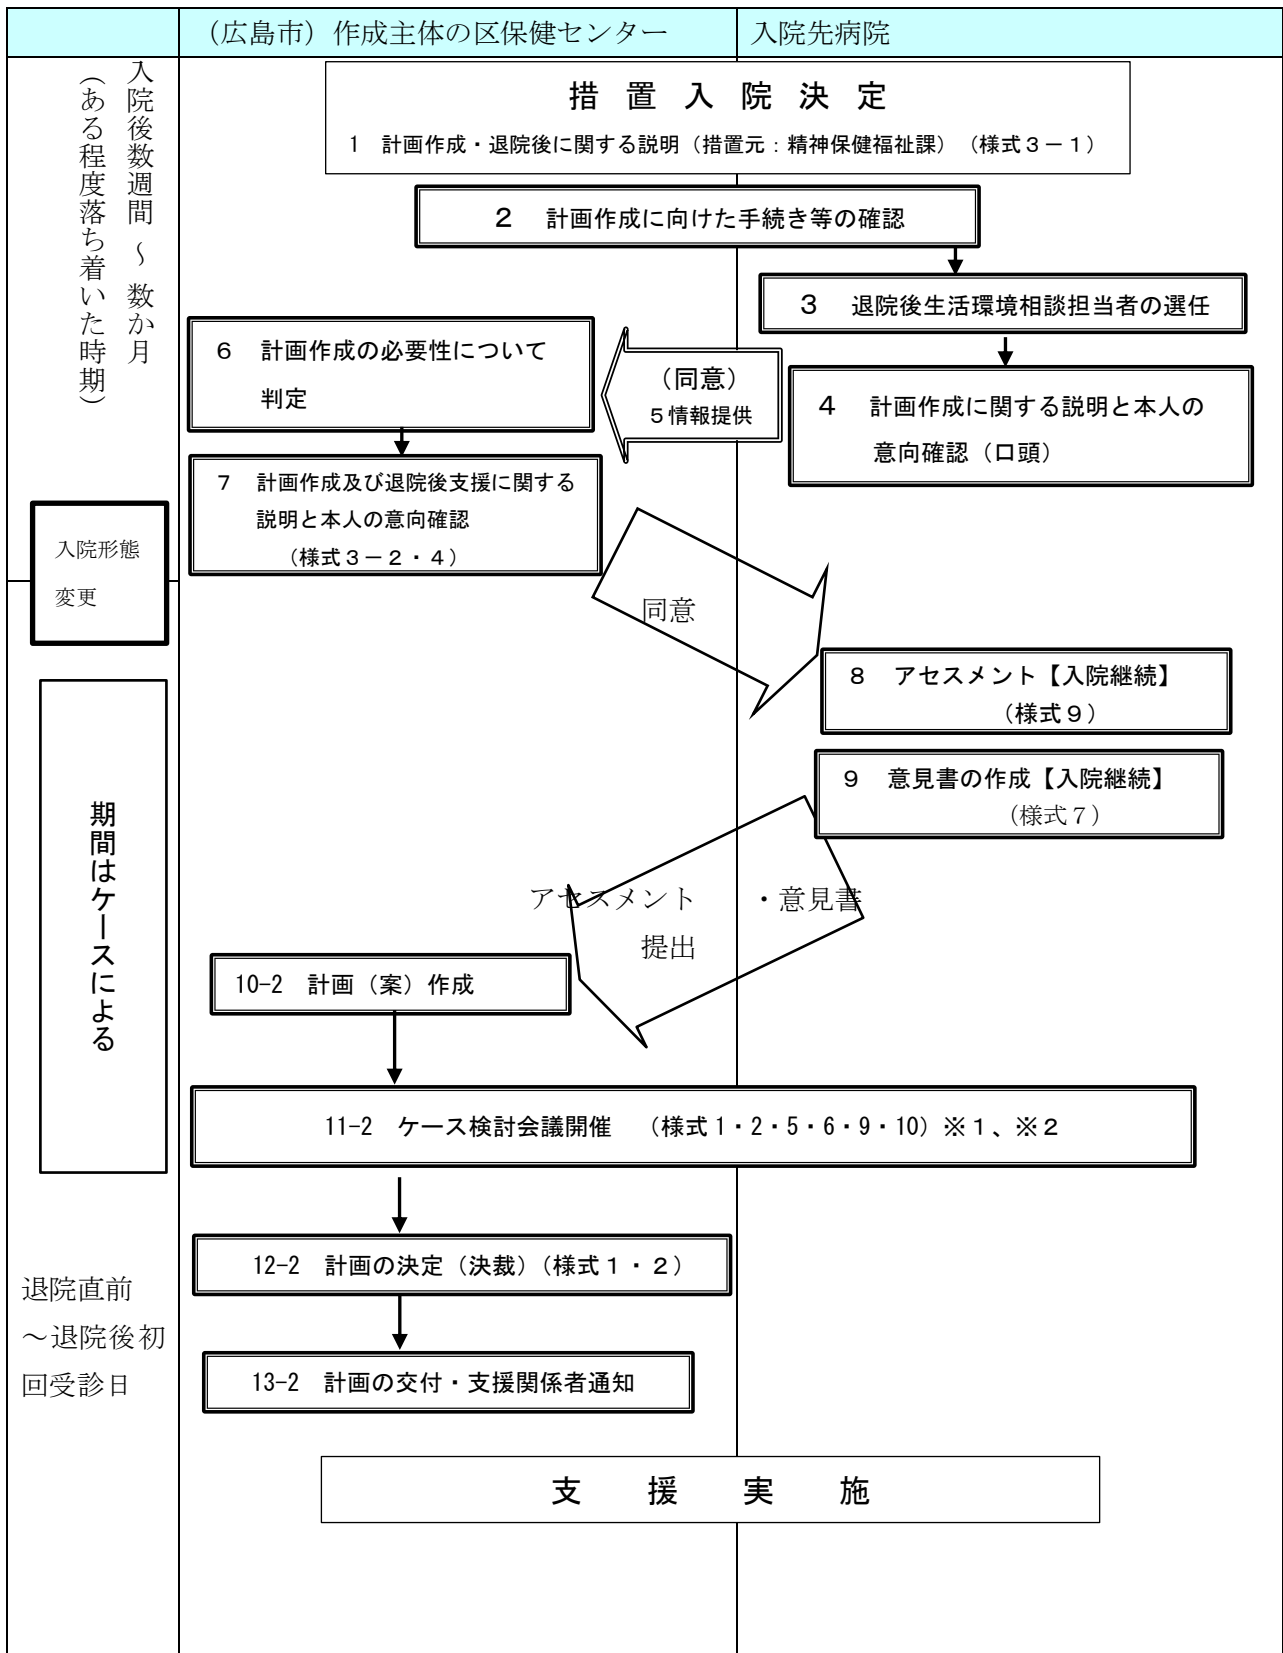 （広島市）作成主体の区保健センター
入院先病院
入院後数週間～数か月
（ある程度落ち着いた時期）
措置入院決定
1　計画作成・退院後に関する説明（措置元：精神保健福祉課）（様式３－１）
２　計画作成に向けた手続き等の確認
３　退院後生活環境相談担当者の選任
４　計画作成に関する説明と本人の
意向確認（口頭）
（同意）
５情報提供
６　計画作成の必要性について
判定
７　計画作成及び退院後支援に関する
説明と本人の意向確認
（様式３－２・４）
入院形態
変更
同意
８　アセスメント【入院継続】
（様式９）
９　意見書の作成【入院継続】
（様式７）
期間はケースによる
アセスメント　・意見書
提出
10-2　計画（案）作成
11-2　ケース検討会議開催　（様式1・2・5・6・9・10）※１、※２
12-2　計画の決定（決裁）（様式１・２）
退院直前
～退院後初
回受診日
13-2　計画の交付・支援関係者通知
支援実施